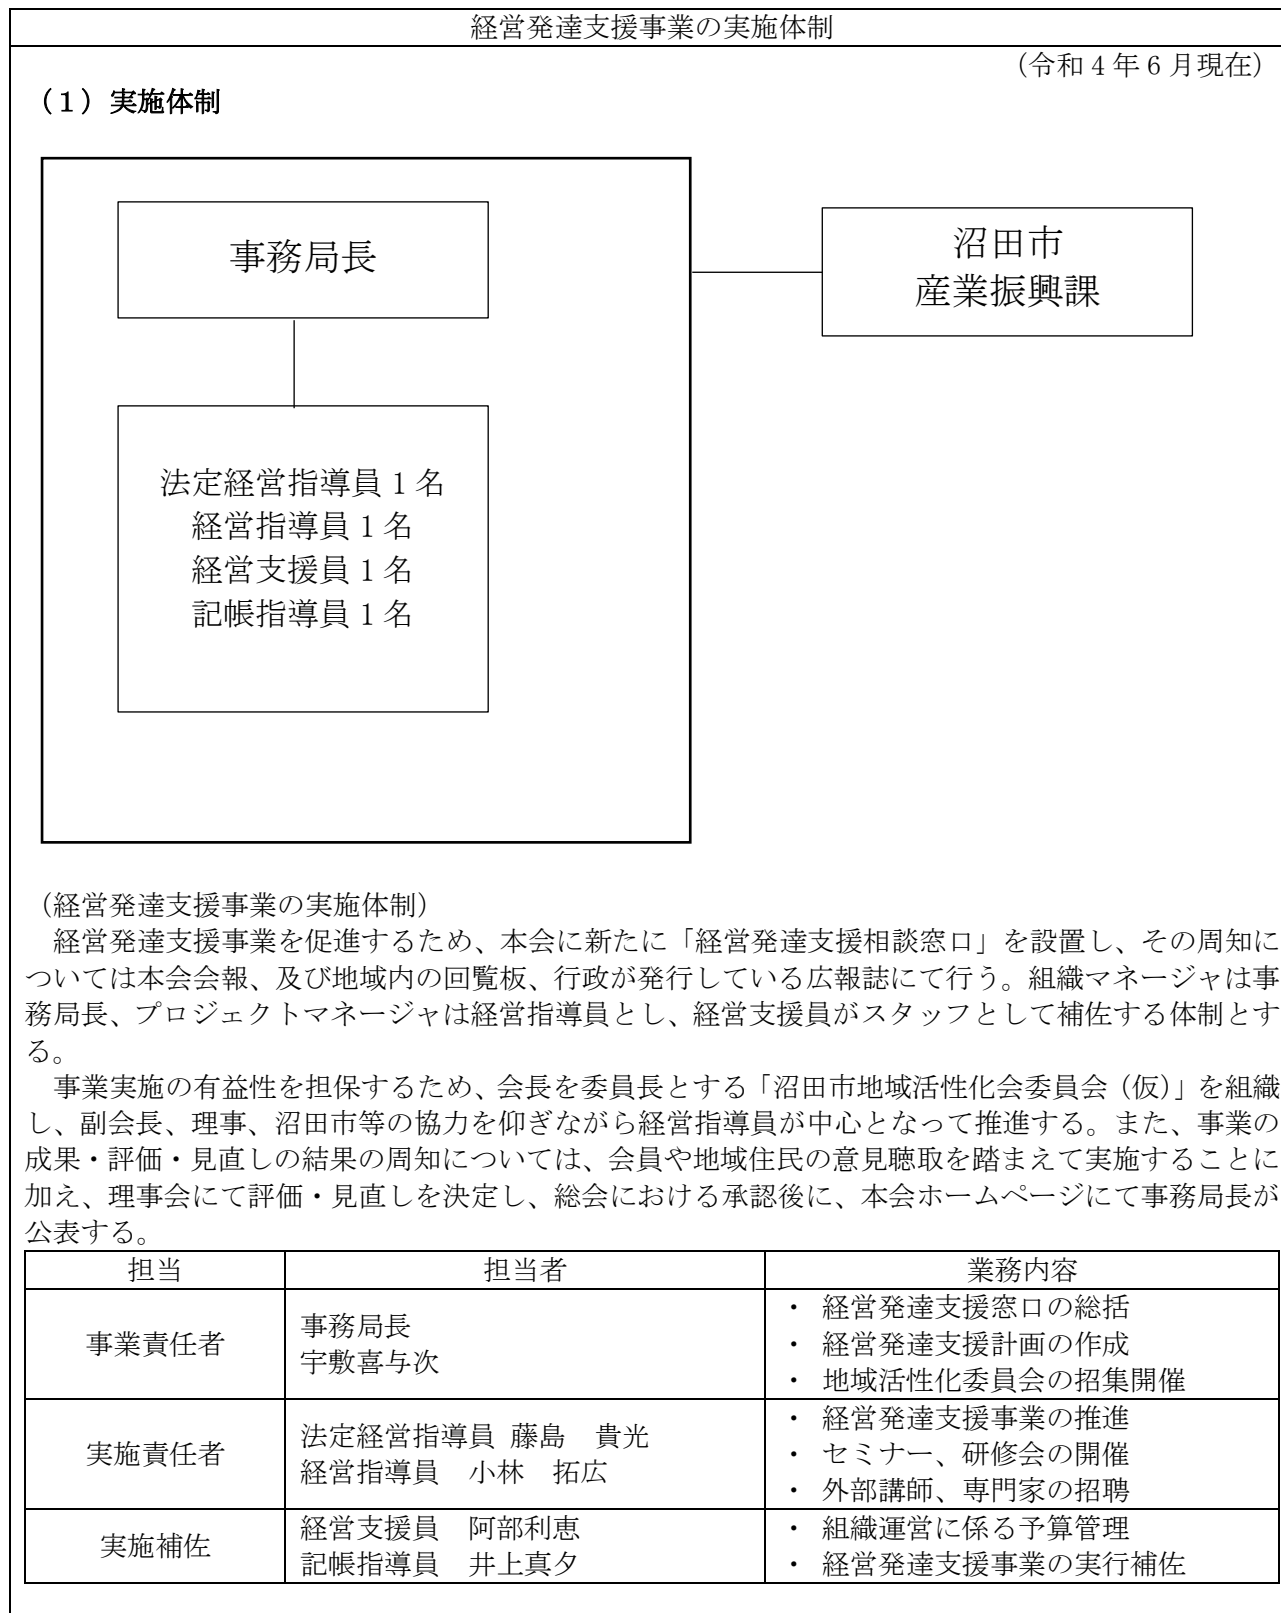 経営発達支援事業の実施体制
(令和4年6月現在)
(1)実施体制
事務局長
沼田市
産業振興課
法定経営指導員1名
経営指導員1名
経営支援員1名
記帳指導員1名
(経営発達支援事業の実施体制)
経営発達支援事業を促進するため、本会に新たに「経営発達支援相談窓口」を設置し、その周知に
ついては本会会報、及び地域内の回覧板、行政が発行している広報誌にて行う。組織マネージャは事
務局長、プロジェクトマネージャは経営指導員とし、経営支援員がスタッフとして補佐する体制とす
る。
事業実施の有益性を担保するため、会長を委員長とする「沼田市地域活性化会委員会(仮)」を組織
し、副会長、理事、沼田市等の協力を仰ぎながら経営指導員が中心となって推進する。また、事業の
成果・評価・見直しの結果の周知については、会員や地域住民の意見聴取を踏まえて実施することに
加え、理事会にて評価・見直しを決定し、総会における承認後に、本会ホームページにて事務局長が
公表する。
担当 担当者 業務内容
事業責任者
事務局長
宇敷喜与次
・ 経営発達支援窓口の総括
・ 経営発達支援計画の作成
・ 地域活性化委員会の招集開催
実施責任者
法定経営指導員 藤島 貴光
経営指導員 小林 拓広
・ 経営発達支援事業の推進
・ セミナー、研修会の開催
・ 外部講師、専門家の招聘
実施補佐
経営支援員 阿部利恵
記帳指導員 井上真夕
・ 組織運営に係る予算管理
・ 経営発達支援事業の実行補佐